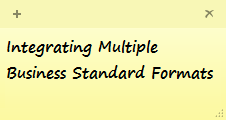 Integrating Multiple
Business Standard Formats